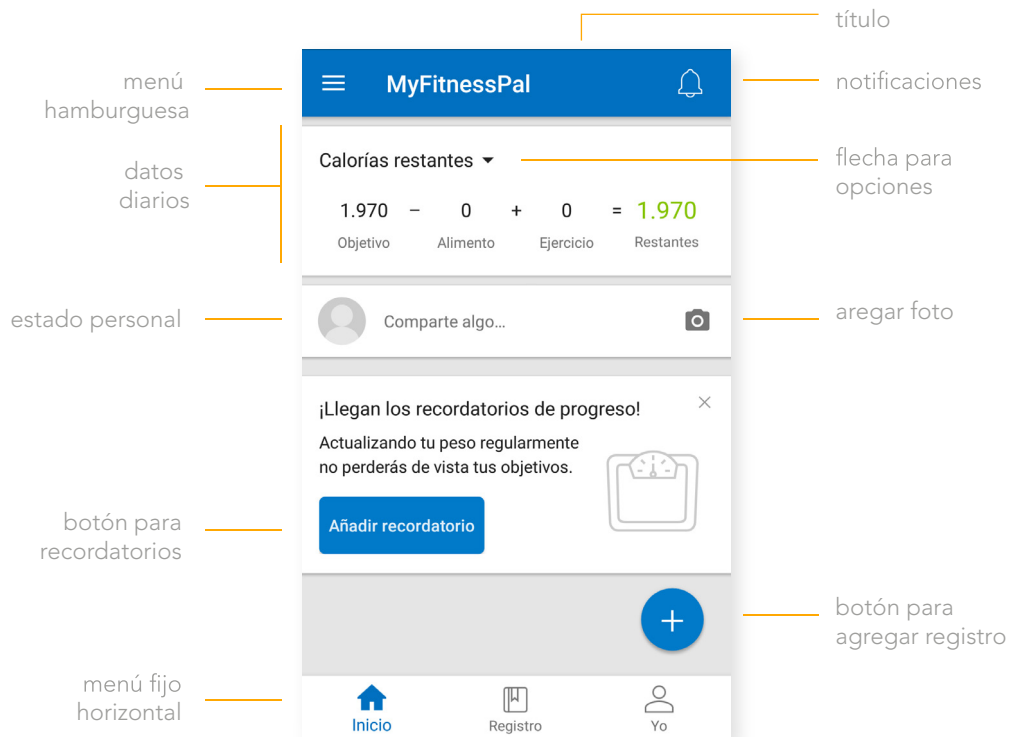 título
menú
hamburguesa
MyFitnessPal
notificaciones
datos
diarios
Calorías restantes
flecha para
opciones
1.970 – 0 + 0 = 1.970
Objetivo Alimento Ejercicio Restantes
estado personal
Comparte algo...
aregar foto
¡Llegan los recordatorios de progreso!
Actualizando tu peso regularmente
no perderás de vista tus objetivos.
botón para
recordatorios
Añadir recordatorio
botón para
agregar registro
menú fijo
horizontal
Inicio Registro Yo